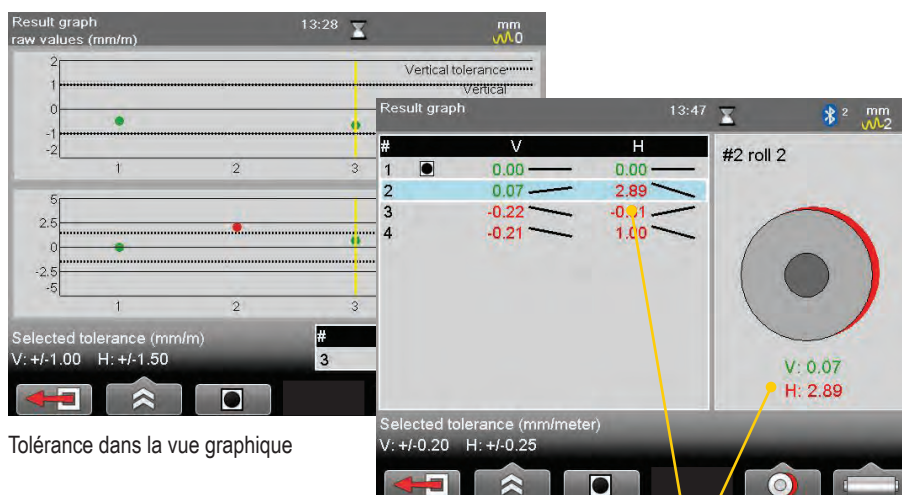 Result graph 13:28 mm
raw values (mm/m) 0
2
Vertical tolerance
1
Vertical
0
-1
-2
1 2 3
5
2.5
0
-2.5
-5
1 2 3
Selected tolerance (mm/m)
V: +/-1.00 H: +/-1.50
#
3
Tolérance dans la vue graphique
Result graph 13:47 2 mm
2
# V H
1 0.00 0.00
2 0.07 2.89
3 -0.22
4 -0.21 1.00
#2 roll 2
V: 0.07
H: 2.89
Selected tolerance (mm/meter)
V: +/-0.20 H: +/-0.25